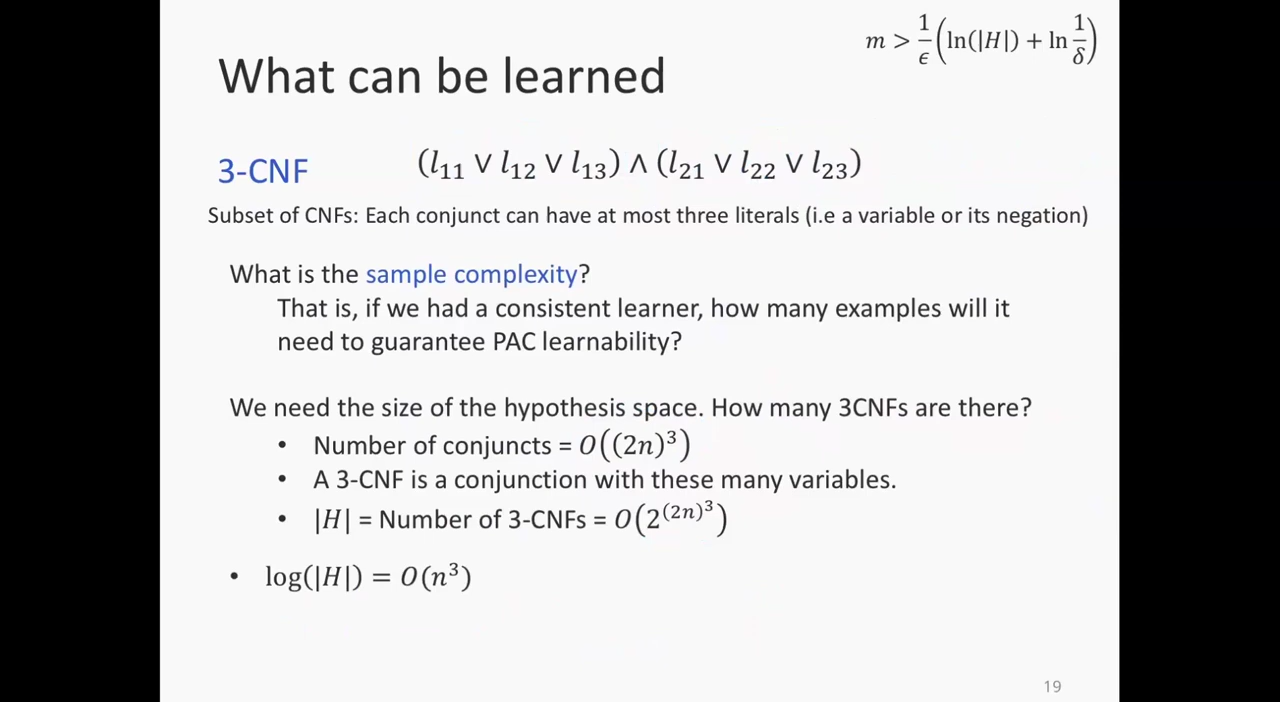 m > 1/ϵ (ln(|H|) + ln 1/δ)
What can be learned
3-CNF
(l₁₁ ∨ l₁₂ ∨ l₁₃) ∧ (l₂₁ ∨ l₂₂ ∨ l₂₃)
Subset of CNFs: Each conjunct can have at most three literals (i.e a variable or its negation)
What is the sample complexity?
That is, if we had a consistent learner, how many examples will it
need to guarantee PAC learnability?
We need the size of the hypothesis space. How many 3CNFs are there?
• Number of conjuncts = O((2n)³)
• A 3-CNF is a conjunction with these many variables.
• |H| = Number of 3-CNFs = O(2^(2n)³)
• log(|H|) = O(n³)
19